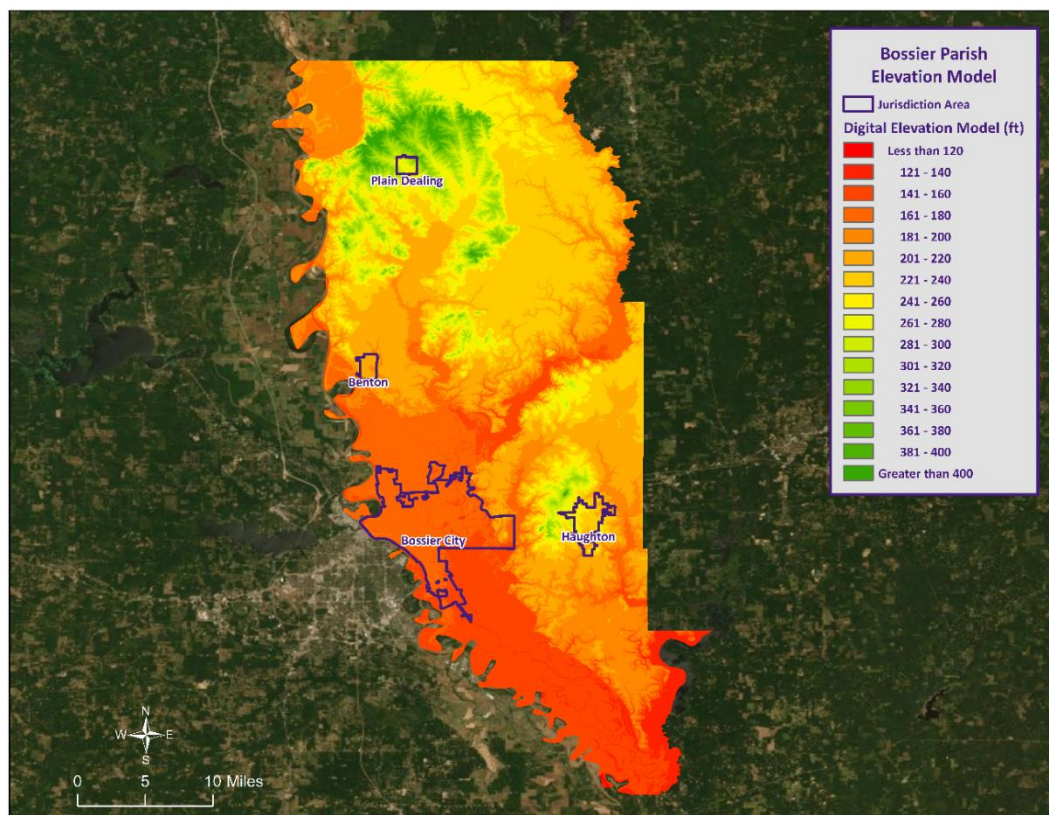 Bossier Parish
Elevation Model
Jurisdiction Area
Digital Elevation Model (ft)
Less than 120
121 - 140
141 - 160
161 - 180
181 - 200
201 - 220
221 - 240
241 - 260
261 - 280
281 - 300
301 - 320
321 - 340
341 - 360
361 - 380
381 - 400
Greater than 400
Plain Dealing
Benton
Bossier City
Haughton
N
W E
S
0 5 10 Miles